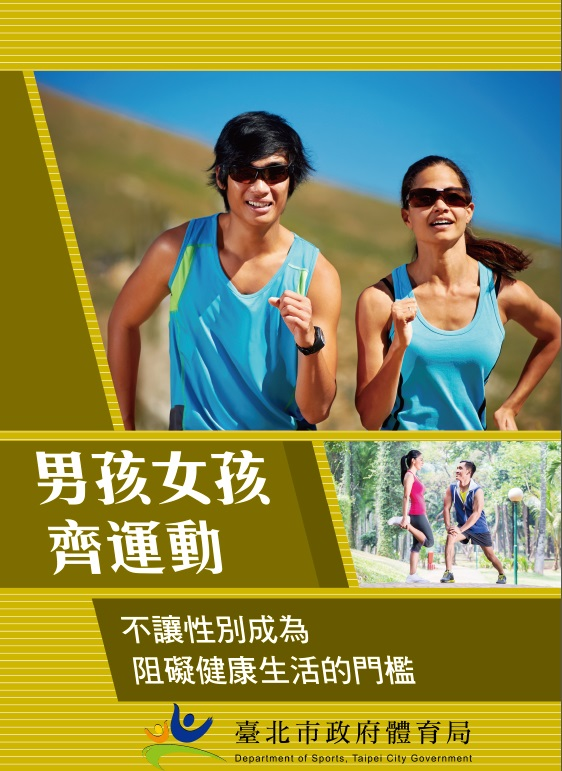 男孩女孩
齊運動
不讓性別成為
阻礙健康生活的門檻
臺北市政府體育局
Department of Sports, Taipei City Government